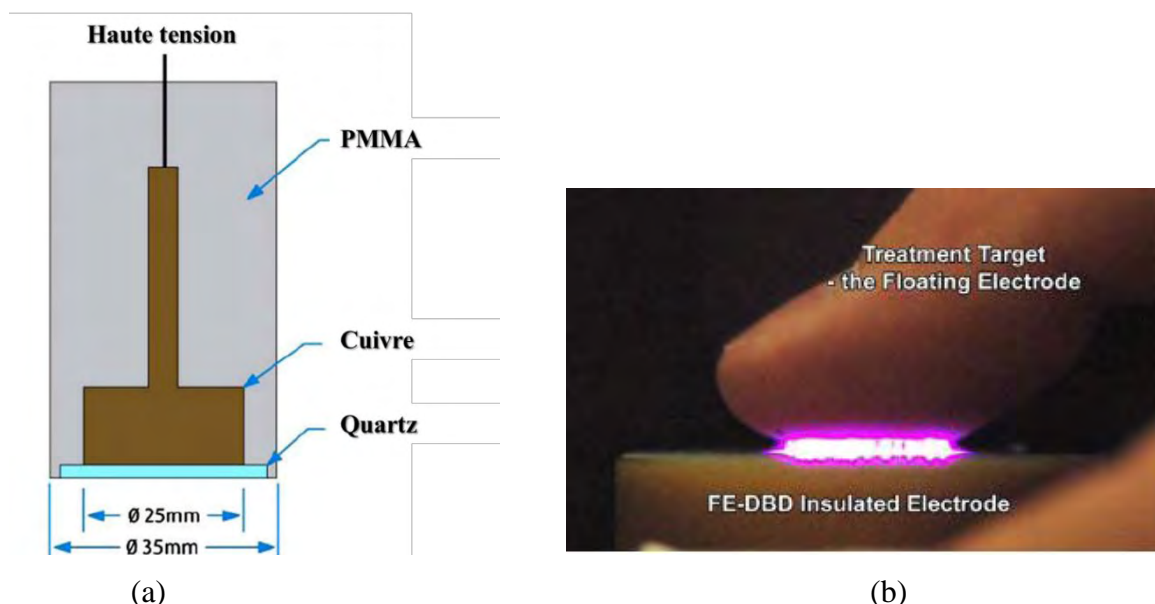 Haute tension
PMMA
Cuivre
Quartz
Ø 25mm
Ø 35mm
(a)
Treatment Target
- the Floating Electrode
FE-DBD Insulated Electrode
(b)